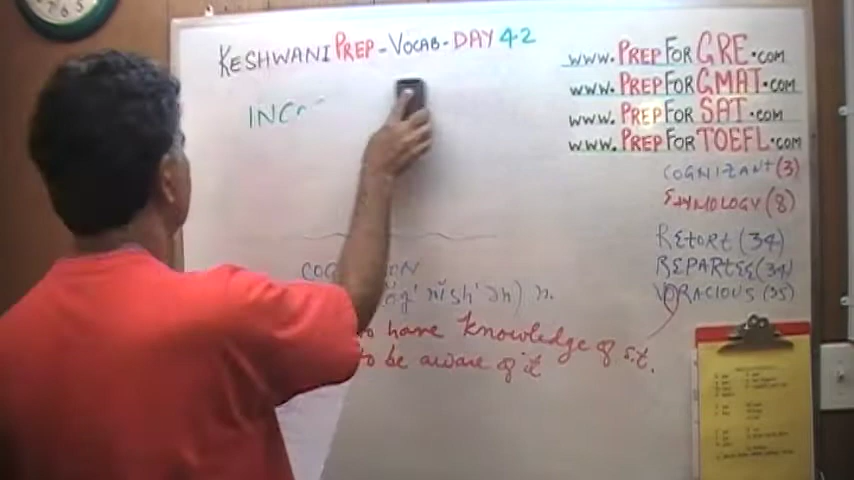 KESHWANI PREP-VOCAB-DAY 42
www.PREPFORGRE.com
www.PREPFORGMAT.com
www.PREPFORSAT.com
www.PREPFORTOEFL.com
INC
COGNIZANT (3)
ETYMOLOGY (8)
RETORT (34)
REPARTEE (34)
VORACIOUS (35)
n.
to have knowledge of s.t.
to be aware of it